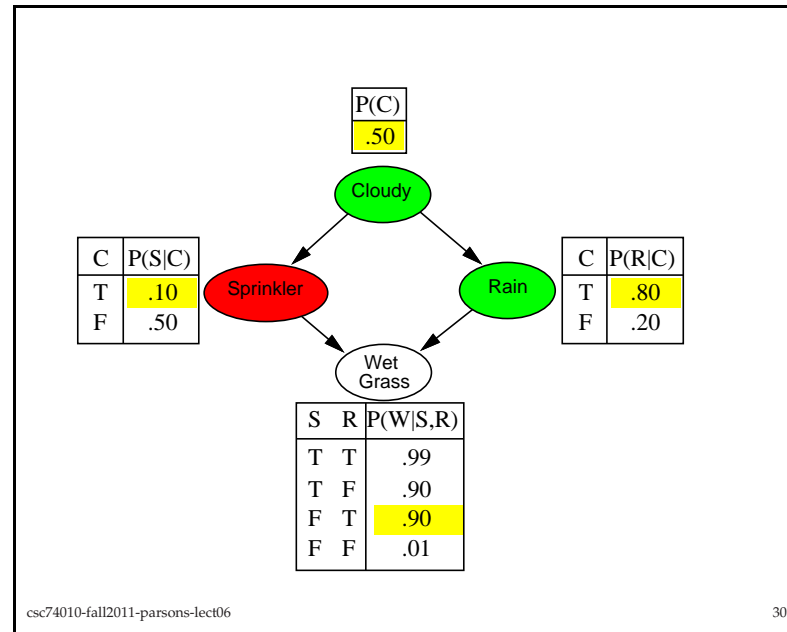 P(C)
.50
Cloudy
C P(S|C)
T .10
F .50
Sprinkler
Rain
C P(R|C)
T .80
F .20
Wet
Grass
S R P(W|S,R)
T T .99
T F .90
F T .90
F F .01
csc74010-fall2011-parsons-lect06 30